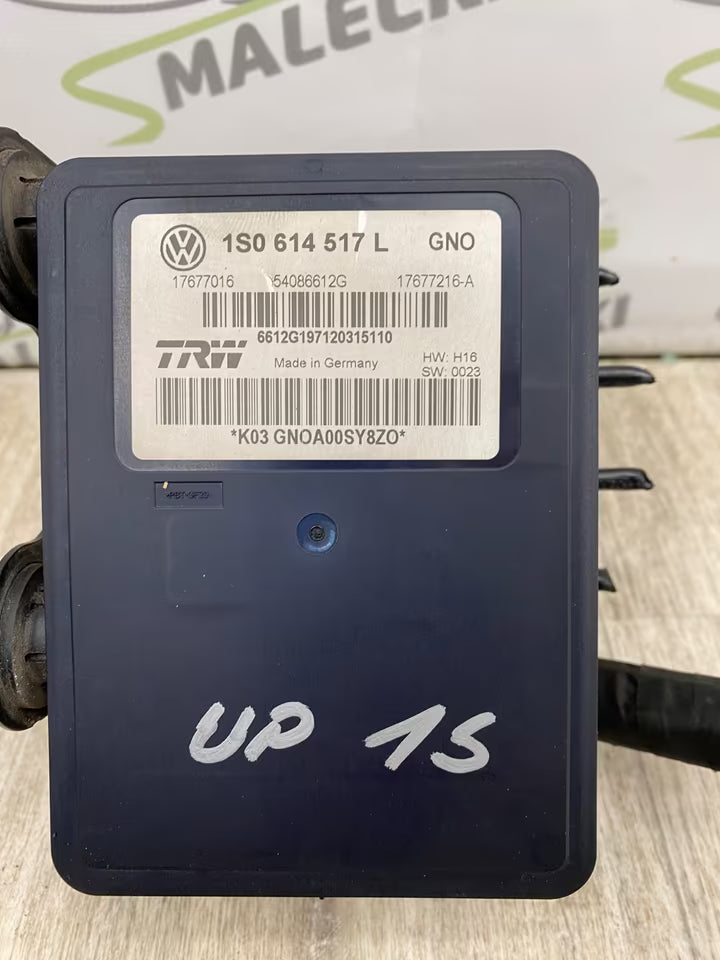 MALECKI
1S0 614 517 L GNO
17677016 54086612G 17677216-A
6612G197120315110
TRW Made in Germany HW: H16
SW: 0023
*K03 GNOA00SY8ZO*
UP 1S